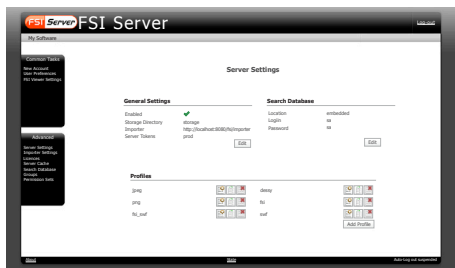 FSI Server FSI Server
Log-out
My Software
Common Tasks
New Account
User Preferences
FSI Viewer Settings
Advanced
Server Settings
Importer Settings
Licences
Server Cache
Search Database
Groups
Permission Sets
Server Settings
General Settings
Enabled
Storage Directory storage
Importer http://localhost:8080/fsi/importer
Server Tokens prod
Edit
Search Database
Location embedded
Login sa
Password sa
Edit
Profiles
jpeg
dassy
png
fsi
fsi_swf
swf
Add Profile
About
State
Auto-Log out suspended